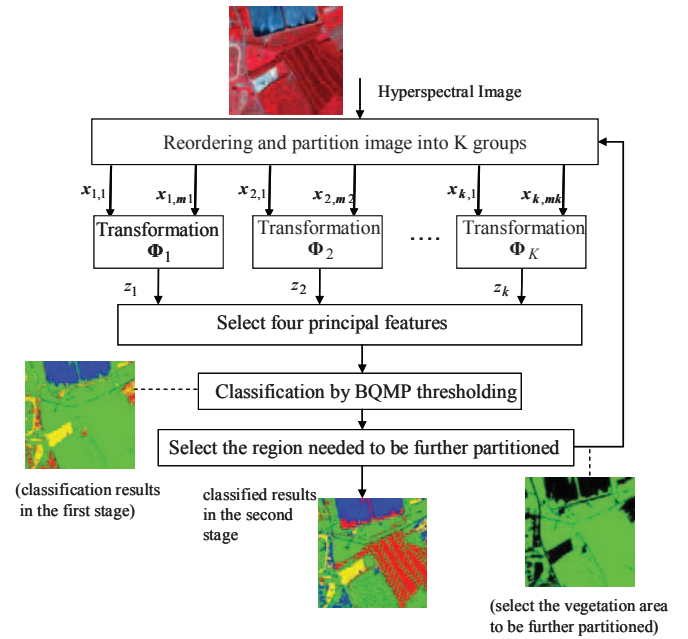 Hyperspectral Image
Reordering and partition image into K groups
x1,1 x1,m1 x2,1 x2,m2 xk,1 xk,mk
Transformation
Φ1
Transformation
Φ2
....
Transformation
ΦK
z1 z2 zk
Select four principal features
Classification by BQMP thresholding
Select the region needed to be further partitioned
(classification results
in the first stage)
classified results
in the second
stage
(select the vegetation area
to be further partitioned)